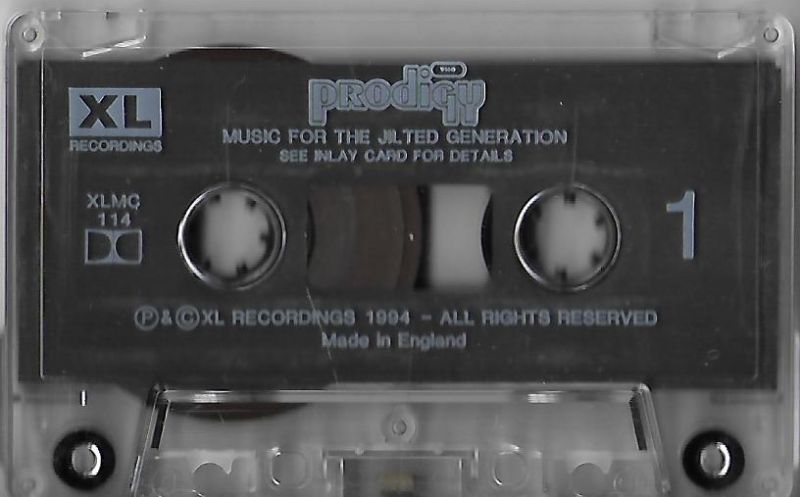 THE
PRODIGY
XL
RECORDINGS
MUSIC FOR THE JILTED GENERATION
SEE INLAY CARD FOR DETAILS
XLMC
114
1
Ⓟ & © XL RECORDINGS 1994 – ALL RIGHTS RESERVED
Made in England